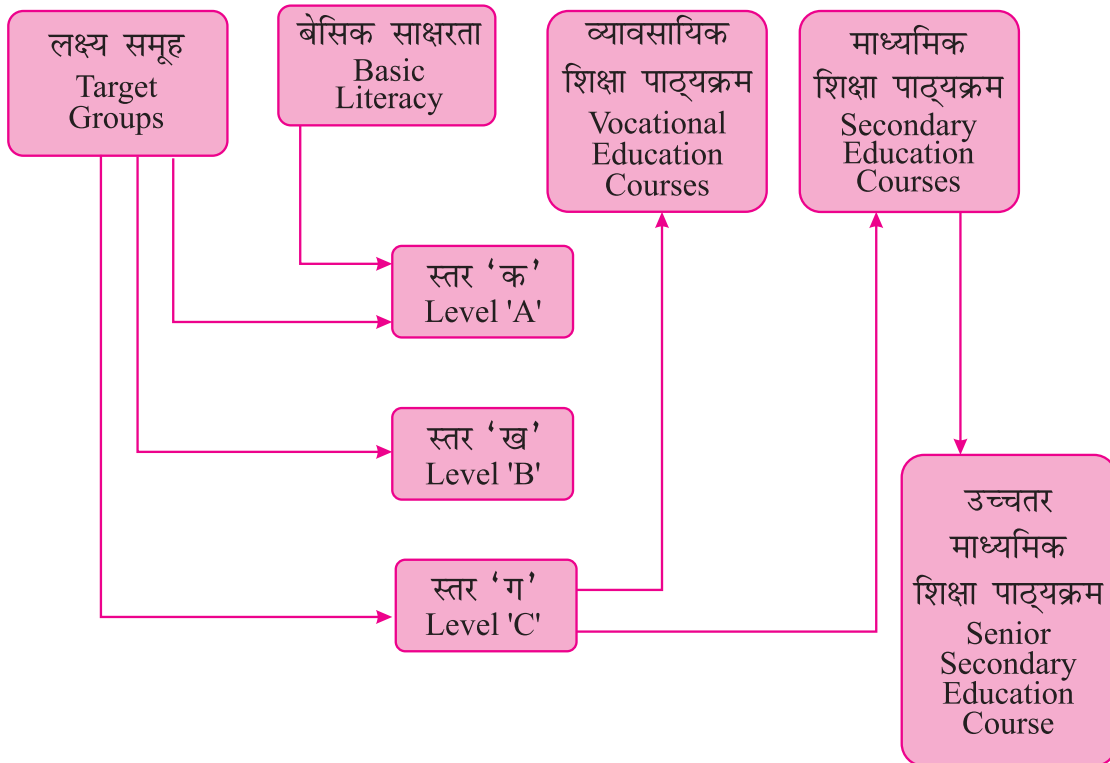 लक्ष्य समूह
Target
Groups
बेसिक साक्षरता
Basic
Literacy
व्यावसायिक
शिक्षा पाठ्यक्रम
Vocational
Education
Courses
माध्यमिक
शिक्षा पाठ्यक्रम
Secondary
Education
Courses
स्तर ‘क’
Level 'A'
स्तर ‘ख’
Level 'B'
स्तर ‘ग’
Level 'C'
उच्चतर
माध्यमिक
शिक्षा पाठ्यक्रम
Senior
Secondary
Education
Course